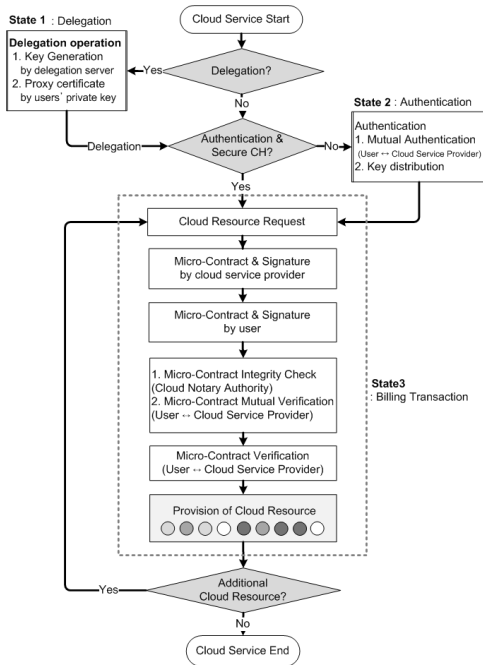 State 1 : Delegation
Cloud Service Start
Delegation operation
1. Key Generation
by delegation server
2. Proxy certificate
by users' private key
Yes
Delegation?
No
State 2 : Authentication
Delegation
Authentication &
Secure CH?
No
Authentication
1. Mutual Authentication
(User ↔ Cloud Service Provider)
2. Key distribution
Yes
Cloud Resource Request
Micro-Contract & Signature
by cloud service provider
Micro-Contract & Signature
by user
1. Micro-Contract Integrity Check
(Cloud Notary Authority)
2. Micro-Contract Mutual Verification
(User ↔ Cloud Service Provider)
State3
: Billing Transaction
Micro-Contract Verification
(User ↔ Cloud Service Provider)
Provision of Cloud Resource
Yes
Additional
Cloud Resource?
No
Cloud Service End